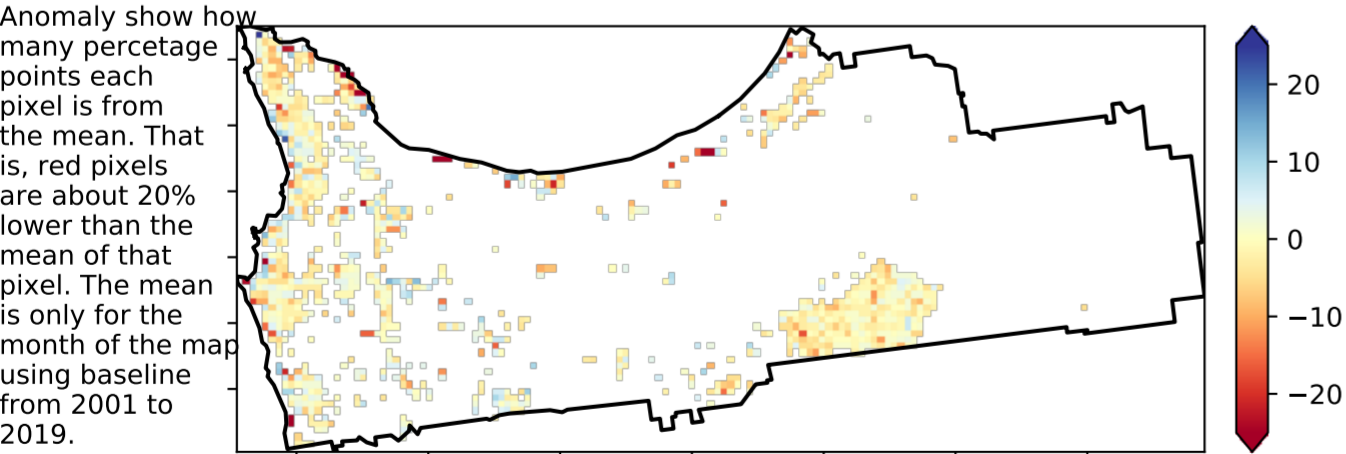 Anomaly show how
many percetage
points each
pixel is from
the mean. That
is, red pixels
are about 20%
lower than the
mean of that
pixel. The mean
is only for the
month of the map
using baseline
from 2001 to
2019.
20
10
0
−10
−20